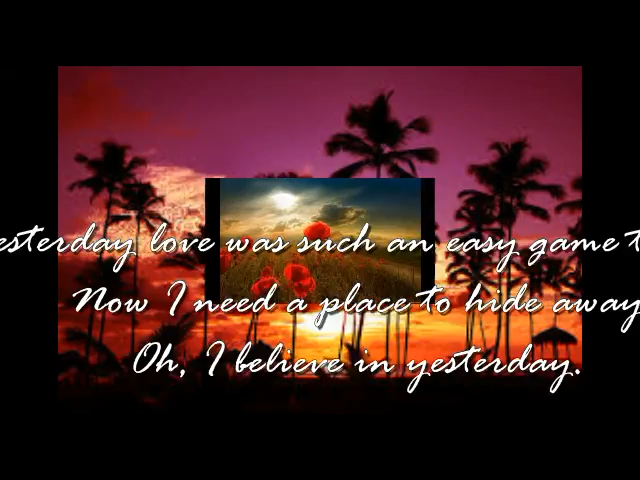 esterday love was such an easy game t
Now I need a place to hide away
Oh, I believe in yesterday.